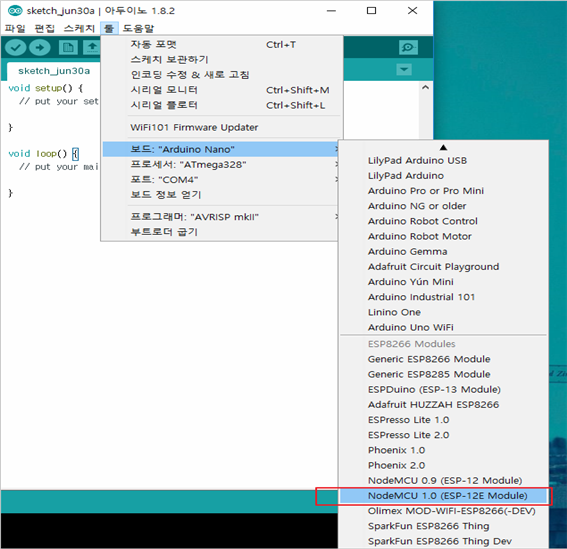 sketch_jun30a | 아두이노 1.8.2
파일 편집 스케치 툴 도움말
sketch_jun30a
void setup() {
// put your set
}
void loop() {
// put your mai
}
자동 포맷 Ctrl+T
스케치 보관하기
인코딩 수정 & 새로 고침
시리얼 모니터 Ctrl+Shift+M
시리얼 플로터 Ctrl+Shift+L
WiFi101 Firmware Updater
보드: "Arduino Nano"
프로세서: "ATmega328"
포트: "COM4"
보드 정보 얻기
프로그래머: "AVRISP mkII"
부트로더 굽기
LilyPad Arduino USB
LilyPad Arduino
Arduino Pro or Pro Mini
Arduino NG or older
Arduino Robot Control
Arduino Robot Motor
Arduino Gemma
Adafruit Circuit Playground
Arduino Yún Mini
Arduino Industrial 101
Linino One
Arduino Uno WiFi
ESP8266 Modules
Generic ESP8266 Module
Generic ESP8285 Module
ESPDuino (ESP-13 Module)
Adafruit HUZZAH ESP8266
ESPresso Lite 1.0
ESPresso Lite 2.0
Phoenix 1.0
Phoenix 2.0
NodeMCU 0.9 (ESP-12 Module)
NodeMCU 1.0 (ESP-12E Module)
Olimex MOD-WIFI-ESP8266(-DEV)
SparkFun ESP8266 Thing
SparkFun ESP8266 Thing Dev